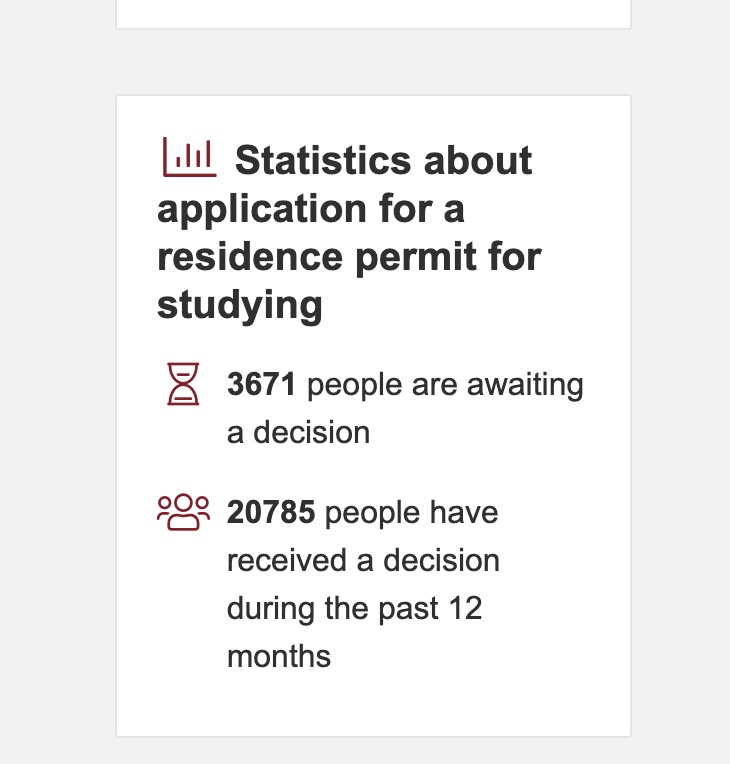 Statistics about
application for a
residence permit for
studying
3671 people are awaiting
a decision
20785 people have
received a decision
during the past 12
months